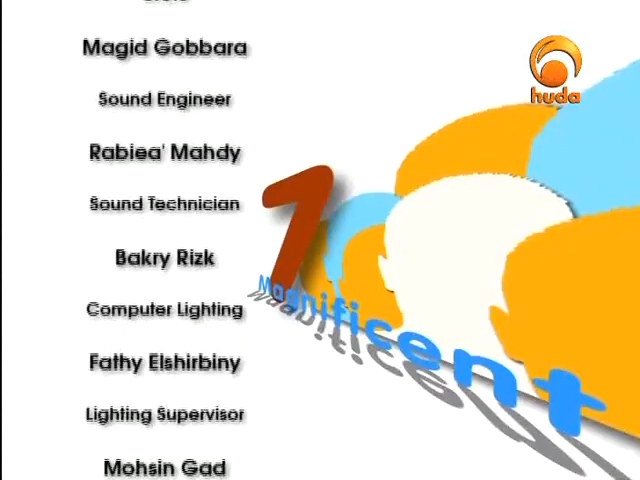 Magid Gobbara
Sound Engineer
Rabiea' Mahdy
Sound Technician
Bakry Rizk
Computer Lighting
Fathy Elshirbiny
Lighting Supervisor
Mohsin Gad
huda
1
Magnificent